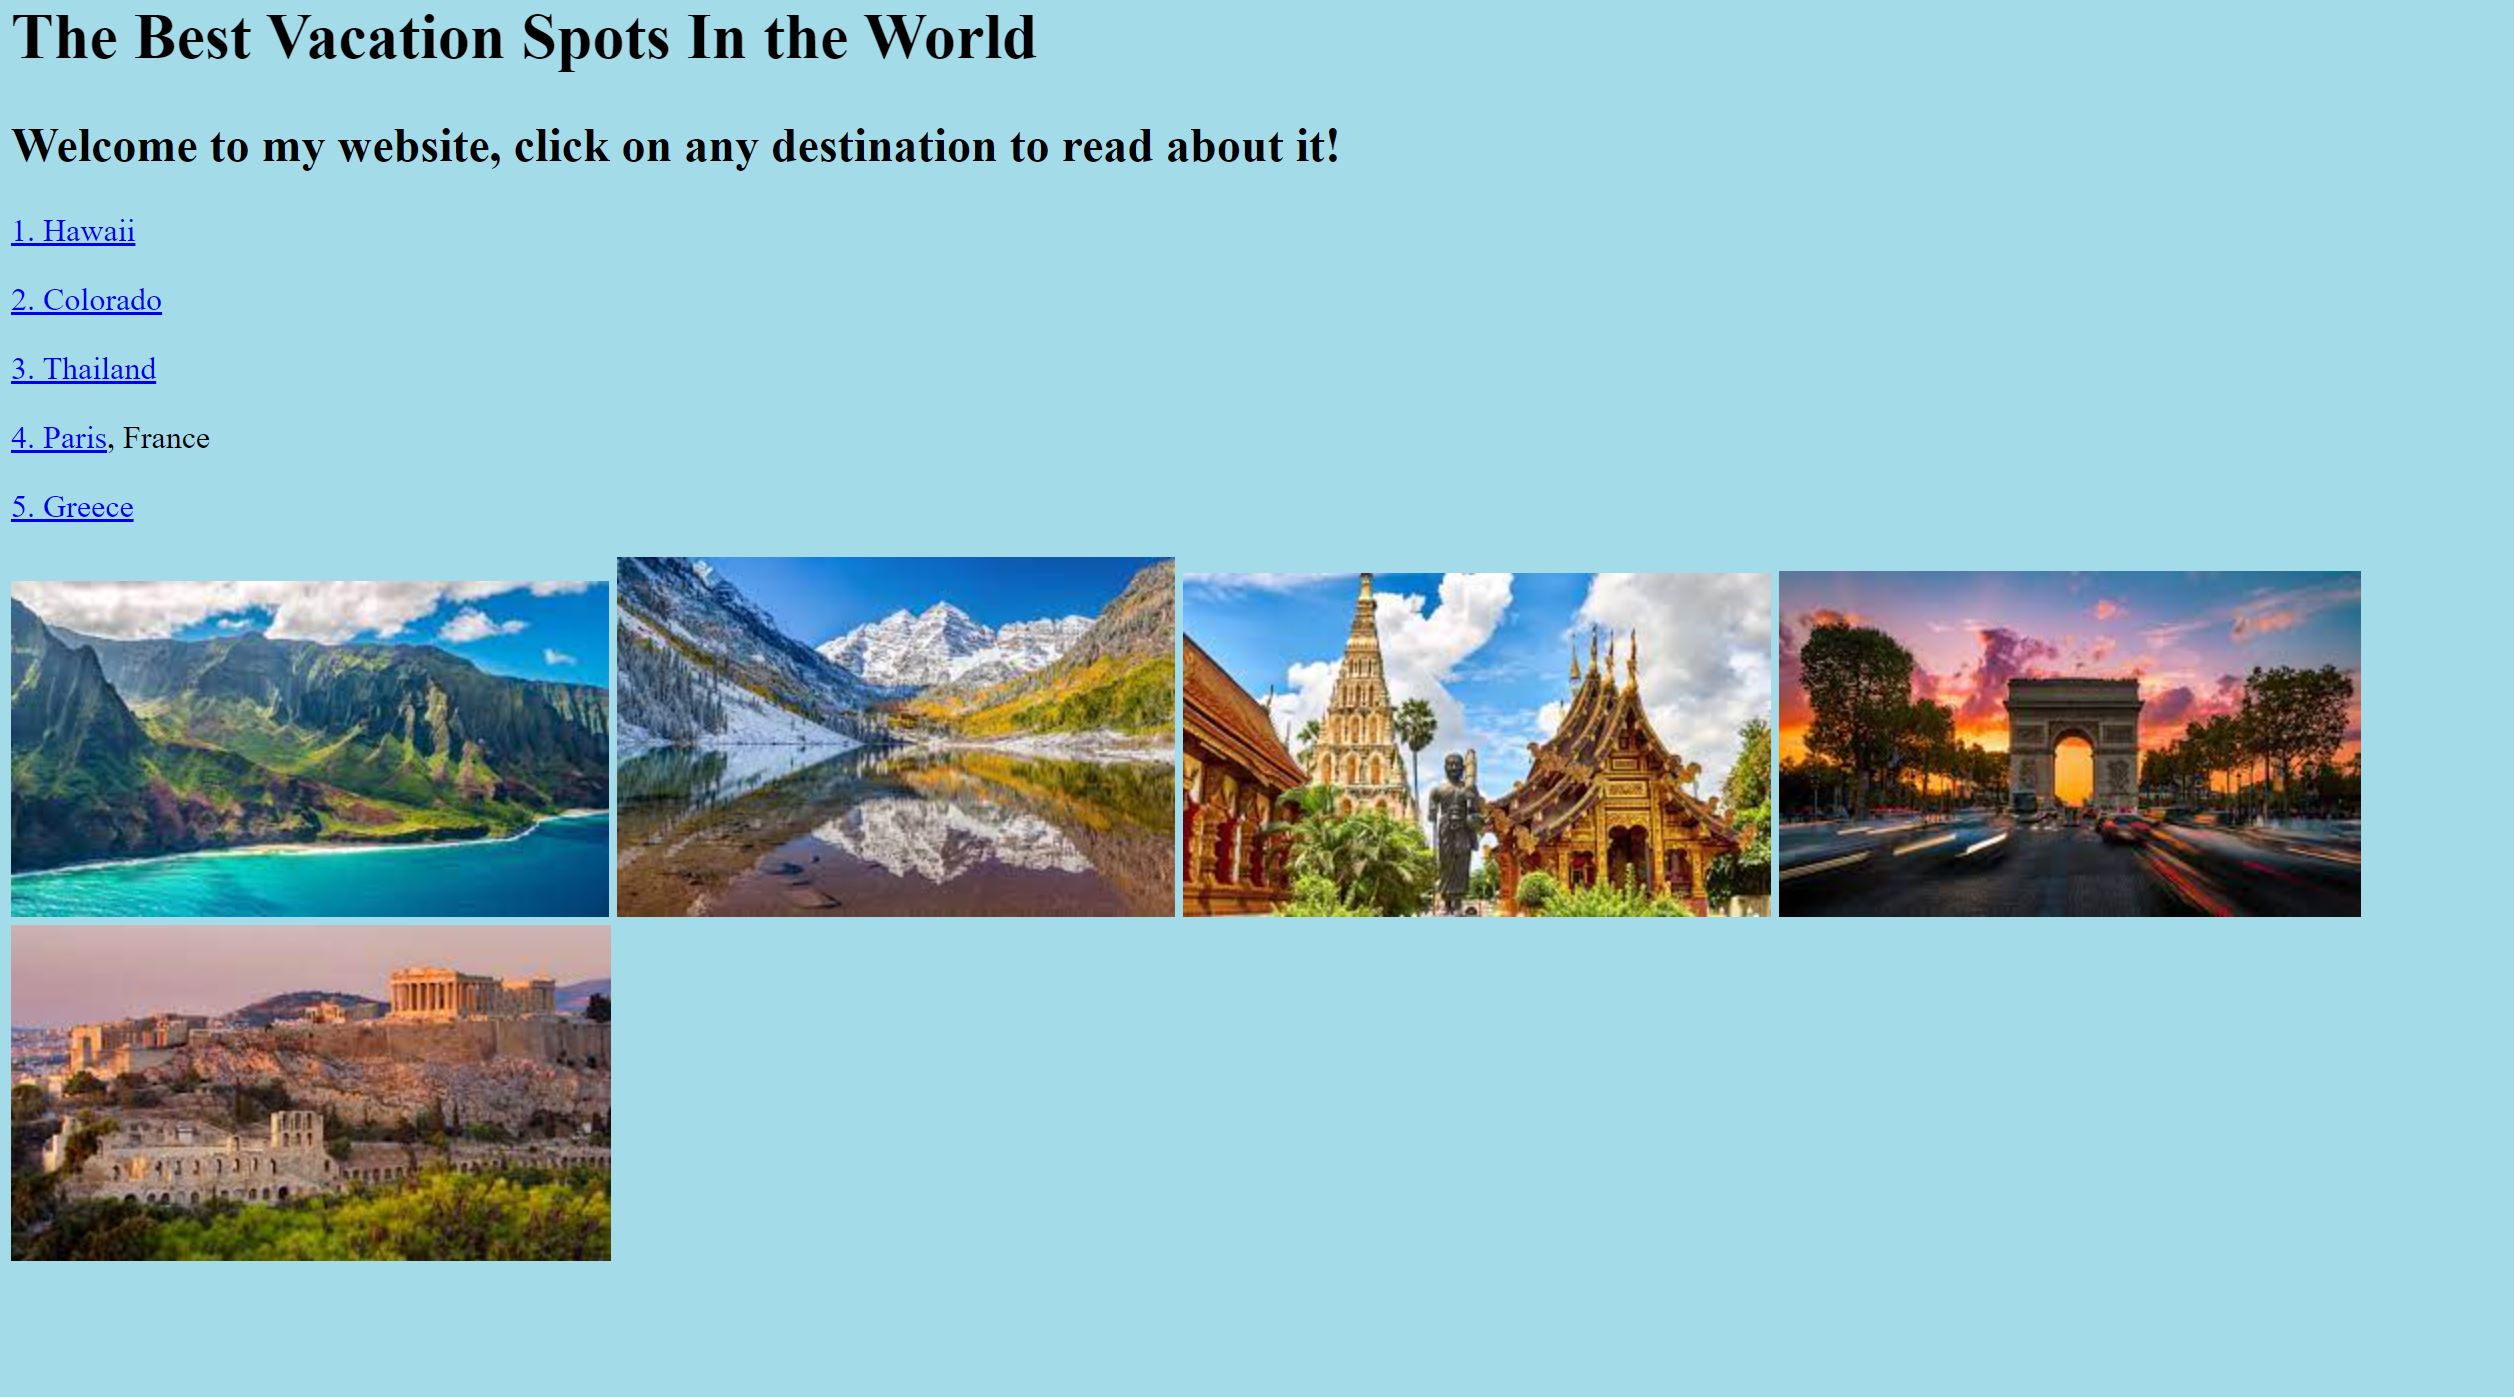 The Best Vacation Spots In the World
Welcome to my website, click on any destination to read about it!
1. Hawaii
2. Colorado
3. Thailand
4. Paris, France
5. Greece